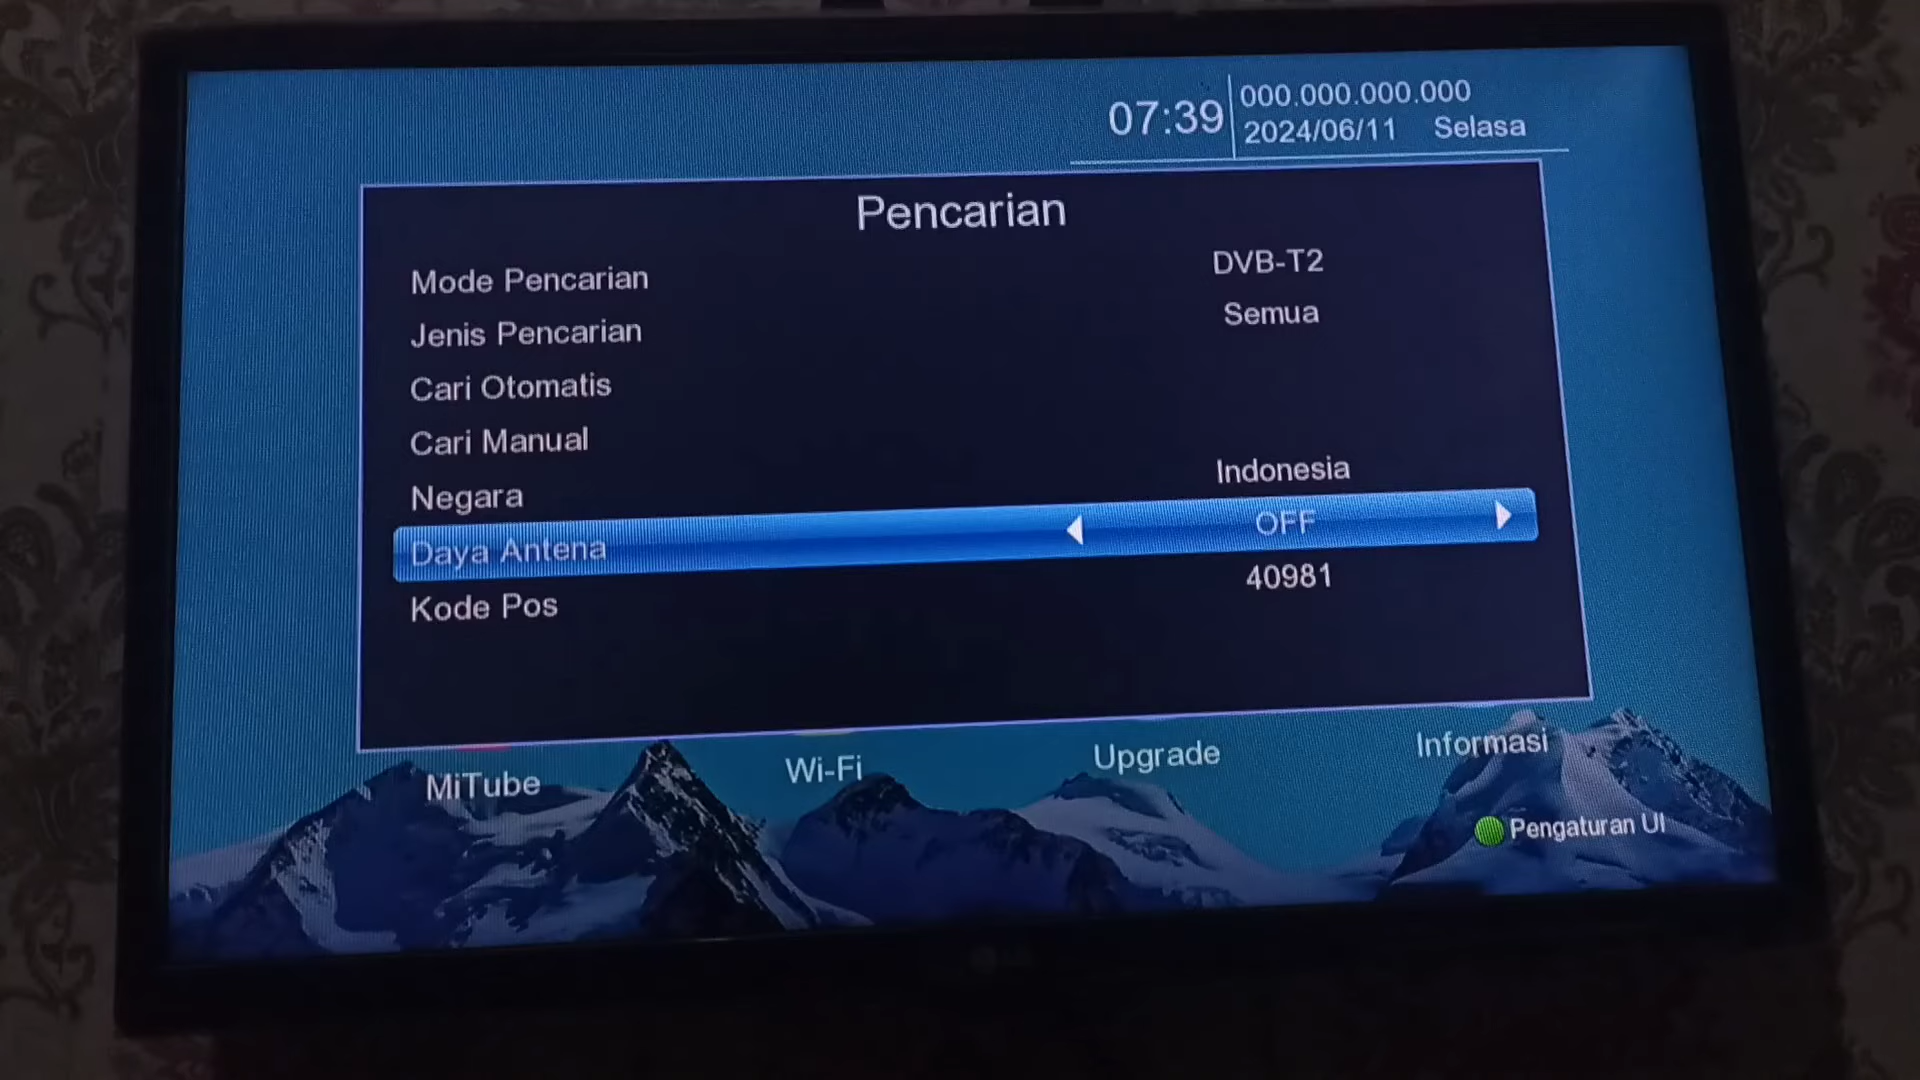 07:39
000.000.000.000
2024/06/11 Selasa
Pencarian
Mode Pencarian DVB-T2
Jenis Pencarian Semua
Cari Otomatis
Cari Manual
Negara Indonesia
Daya Antena OFF
Kode Pos 40981
MiTube Wi-Fi Upgrade Informasi
Pengaturan UI